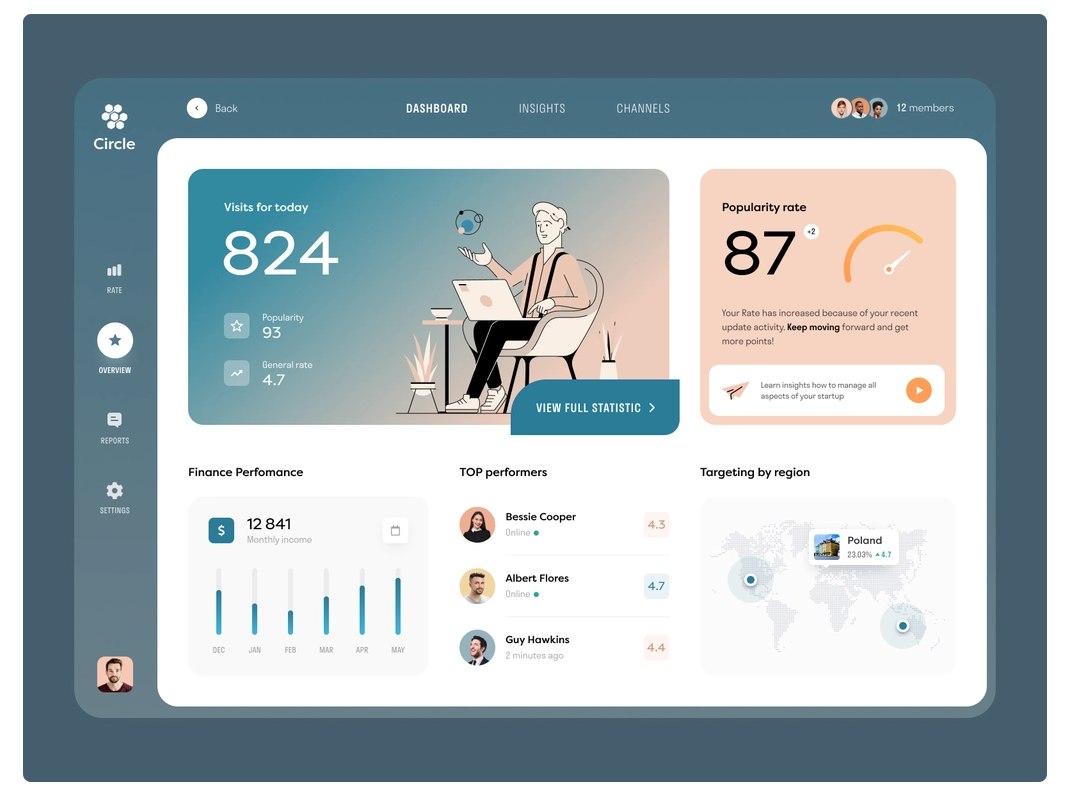 Circle
Back
DASHBOARD
INSIGHTS
CHANNELS
12 members
RATE
OVERVIEW
REPORTS
SETTINGS
Visits for today
824
Popularity
93
General rate
4.7
VIEW FULL STATISTIC
Popularity rate
87
+2
Your Rate has increased because of your recent
update activity. Keep moving forward and get
more points!
Learn insights how to manage all
aspects of your startup
Finance Perfomance
$
12 841
Monthly income
DEC
JAN
FEB
MAR
APR
MAY
TOP performers
Bessie Cooper
Online
4.3
Albert Flores
Online
4.7
Guy Hawkins
2 minutes ago
4.4
Targeting by region
Poland
23.03% 4.7